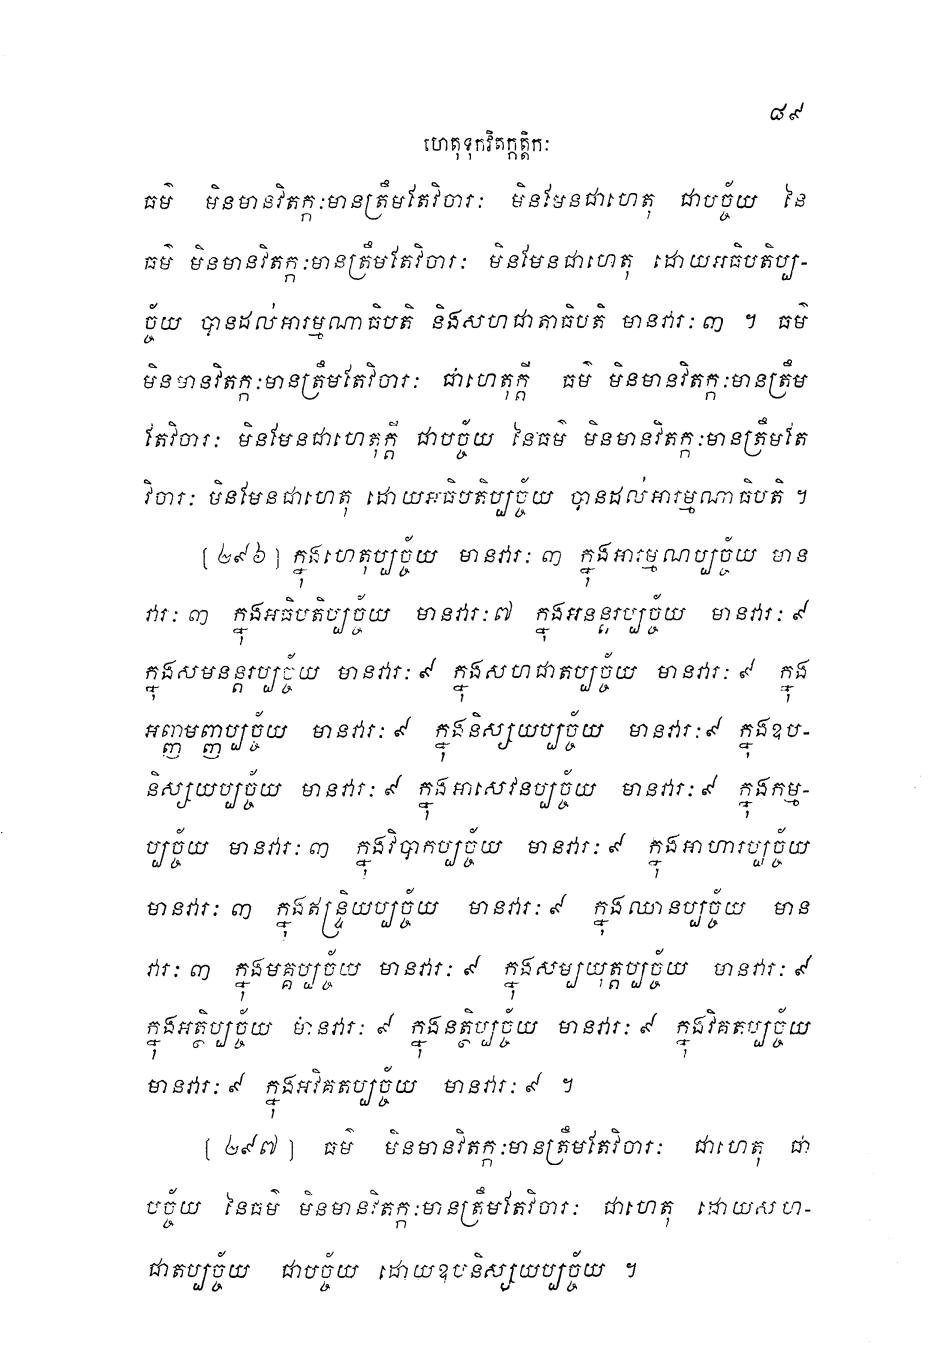 ៨៩
ហេតុទុកវិតក្កត្តិកៈ
ធម៌ មិនមានវិតក្កៈមានត្រឹមតែវិចារៈ មិនមែនជាហេតុ ជាបច្ច័យ នៃ
ធម៌ មិនមានវិតក្កៈមានត្រឹមតែវិចារៈ មិនមែនជាហេតុ ដោយអធិបតិប្ប-
ច្ច័យ បានដល់អារម្មណាធិបតិ និងសហជាតាធិបតិ មានវារៈ ៣ ។ ធម៌
មិនមានវិតក្កៈមានត្រឹមតែវិចារៈ ជាហេតុក្តី ធម៌ មិនមានវិតក្កៈមានត្រឹម
តែវិចារៈ មិនមែនជាហេតុក្តី ជាបច្ច័យ នៃធម៌ មិនមានវិតក្កៈមានត្រឹមតែ
វិចារៈ មិនមែនជាហេតុ ដោយអធិបតិប្បច្ច័យ បានដល់អារម្មណាធិបតិ ។
[២៩៦] ក្នុងហេតុប្បច្ច័យ មានវារៈ ៣ ក្នុងអារម្មណប្បច្ច័យ មាន
វារៈ ៣ ក្នុងអធិបតិប្បច្ច័យ មានវារៈ ៧ ក្នុងអនន្តរប្បច្ច័យ មានវារៈ ៩
ក្នុងសមនន្តរប្បច្ច័យ មានវារៈ ៩ ក្នុងសហជាតប្បច្ច័យ មានវារៈ ៩ ក្នុង
អញ្ញមញ្ញប្បច្ច័យ មានវារៈ ៩ ក្នុងនិស្សយប្បច្ច័យ មានវារៈ ៩ ក្នុងឧប-
និស្សយប្បច្ច័យ មានវារៈ ៩ ក្នុងអាសេវនប្បច្ច័យ មានវារៈ ៩ ក្នុងកម្ម-
ប្បច្ច័យ មានវារៈ ៣ ក្នុងវិបាកប្បច្ច័យ មានវារៈ ៩ ក្នុងអាហារប្បច្ច័យ
មានវារៈ ៣ ក្នុងឥន្ទ្រិយប្បច្ច័យ មានវារៈ ៩ ក្នុងឈានប្បច្ច័យ មាន
វារៈ ៣ ក្នុងមគ្គប្បច្ច័យ មានវារៈ ៩ ក្នុងសម្បយុត្តប្បច្ច័យ មានវារៈ ៩
ក្នុងអត្ថិប្បច្ច័យ មានវារៈ ៩ ក្នុងនត្ថិប្បច្ច័យ មានវារៈ ៩ ក្នុងវិគតប្បច្ច័យ
មានវារៈ ៩ ក្នុងអវិគតប្បច្ច័យ មានវារៈ ៩ ។
[២៩៧] ធម៌ មិនមានវិតក្កៈមានត្រឹមតែវិចារៈ ជាហេតុ ជា
បច្ច័យ នៃធម៌ មិនមានវិតក្កៈមានត្រឹមតែវិចារៈ ជាហេតុ ដោយសហ-
ជាតប្បច្ច័យ ជាបច្ច័យ ដោយឧបនិស្សយប្បច្ច័យ ។